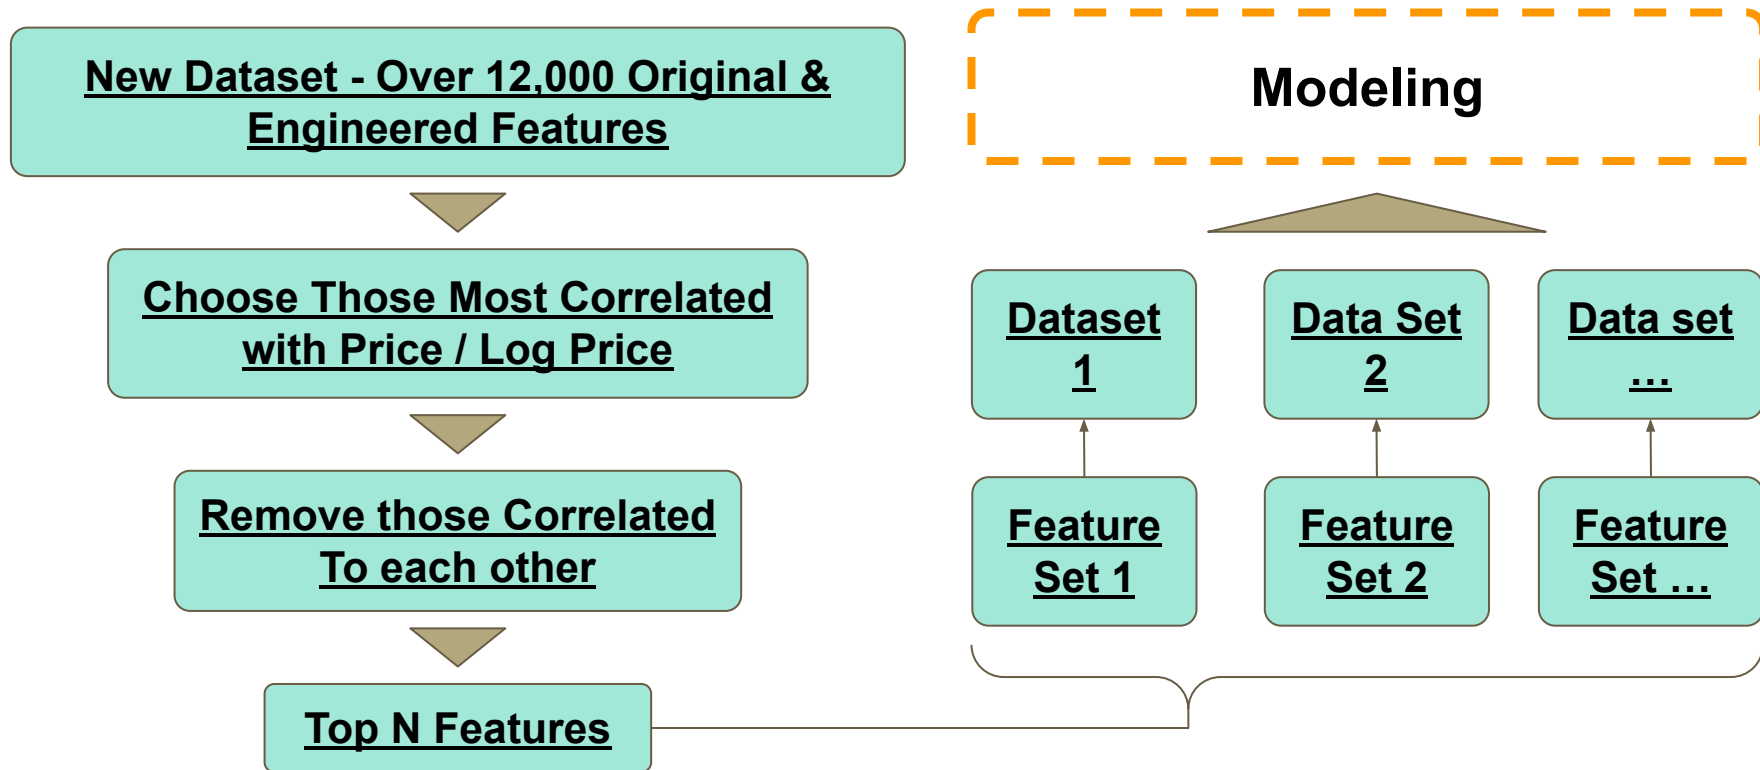 New Dataset - Over 12,000 Original &
Engineered Features
Choose Those Most Correlated
with Price / Log Price
Remove those Correlated
To each other
Top N Features
Modeling
Dataset
1
Data Set
2
Data set
…
Feature
Set 1
Feature
Set 2
Feature
Set …